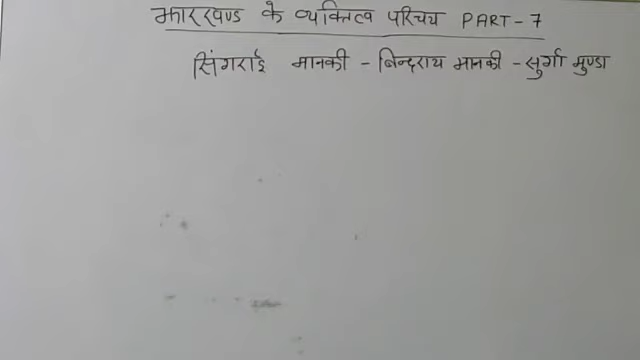 झारखण्ड के व्यक्तित्व परिचय PART-7
सिंगराई मानकी - बिन्दराय मानकी - सुर्गा मुण्डा